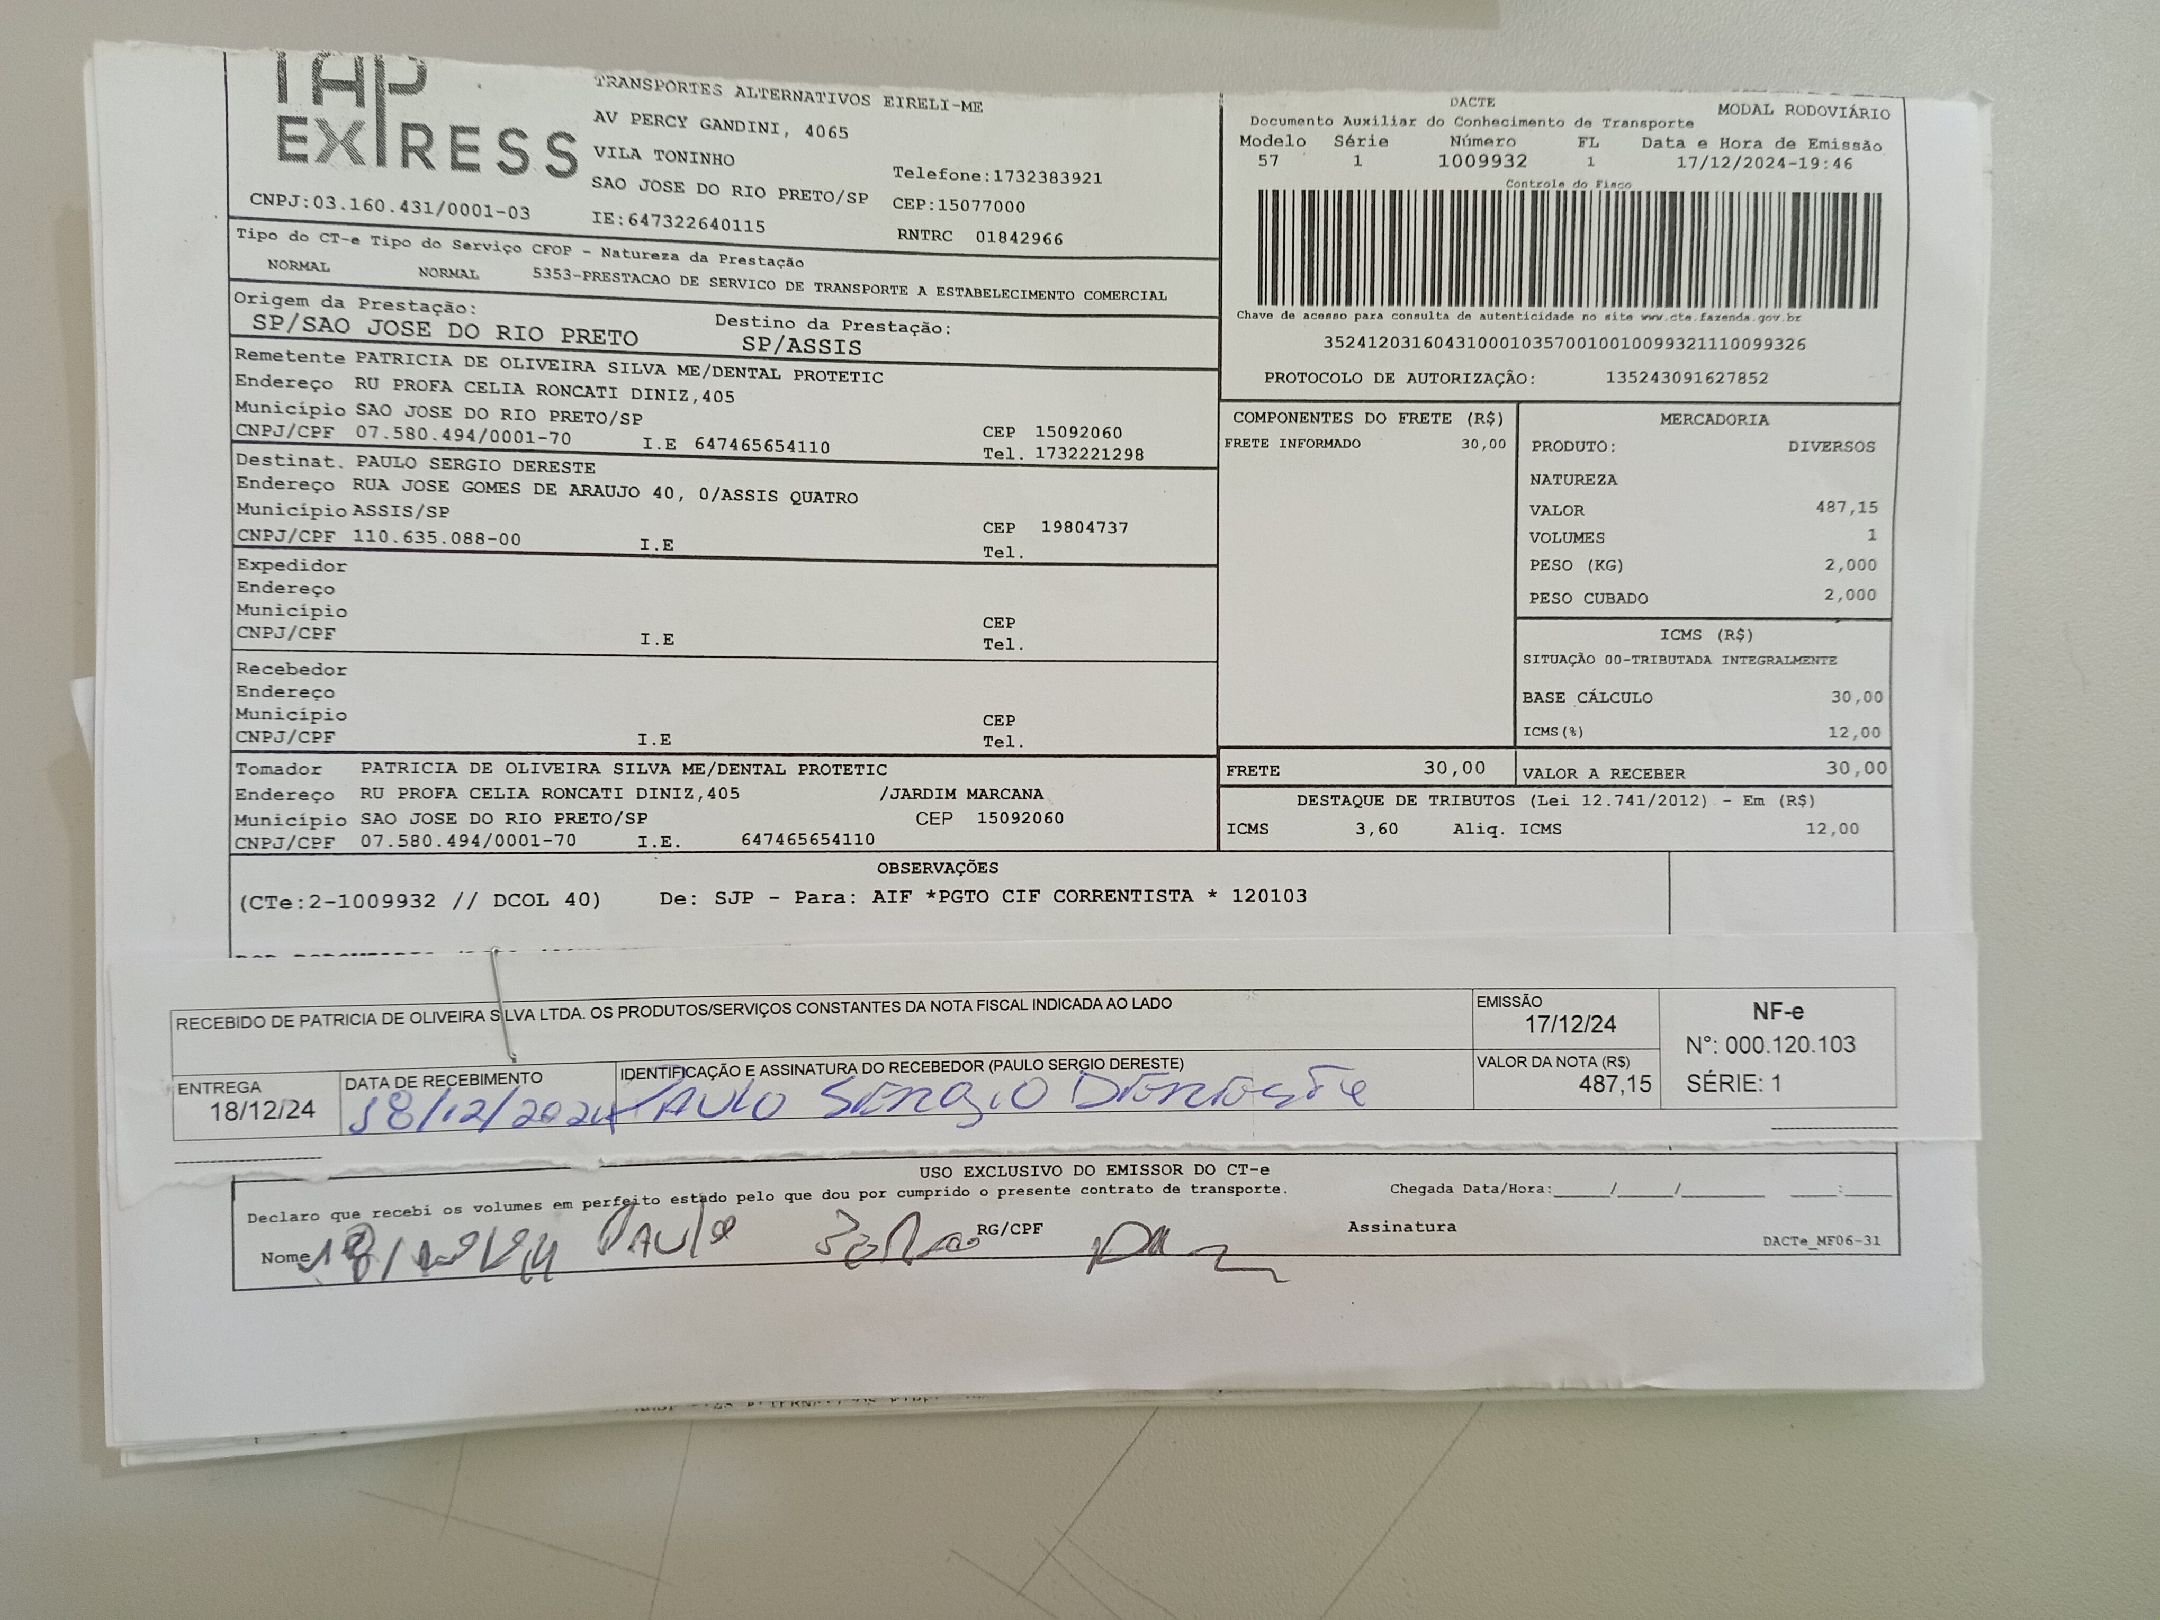 TAP
EXPRESS
TRANSPORTES ALTERNATIVOS EIRELI-ME
AV PERCY GANDINI, 4065
VILA TONINHO
Telefone:1732383921
SAO JOSE DO RIO PRETO/SP CEP:15077000
CNPJ:03.160.431/0001-03 IE:647322640115 RNTRC 01842966
Tipo do CT-e Tipo do Serviço CFOP - Natureza da Prestação
NORMAL NORMAL 5353-PRESTACAO DE SERVICO DE TRANSPORTE A ESTABELECIMENTO COMERCIAL
Origem da Prestação: Destino da Prestação:
SP/SAO JOSE DO RIO PRETO SP/ASSIS
Remetente PATRICIA DE OLIVEIRA SILVA ME/DENTAL PROTETIC
Endereço RU PROFA CELIA RONCATI DINIZ,405
Município SAO JOSE DO RIO PRETO/SP CEP 15092060
CNPJ/CPF 07.580.494/0001-70 I.E 647465654110 Tel. 1732221298
Destinat. PAULO SERGIO DERESTE
Endereço RUA JOSE GOMES DE ARAUJO 40, 0/ASSIS QUATRO
Município ASSIS/SP CEP 19804737
CNPJ/CPF 110.635.088-00 I.E Tel.
Expedidor
Endereço
Município CEP
CNPJ/CPF I.E Tel.
Recebedor
Endereço
Município CEP
CNPJ/CPF I.E Tel.
Tomador PATRICIA DE OLIVEIRA SILVA ME/DENTAL PROTETIC
Endereço RU PROFA CELIA RONCATI DINIZ,405 /JARDIM MARCANA
Município SAO JOSE DO RIO PRETO/SP CEP 15092060
CNPJ/CPF 07.580.494/0001-70 I.E. 647465654110
DACTE MODAL RODOVIÁRIO
Documento Auxiliar do Conhecimento de Transporte
Modelo Série Número FL Data e Hora de Emissão
57 1 1009932 1 17/12/2024-19:46
Controle do Fisco
Chave de acesso para consulta de autenticidade no site www.cte.fazenda.gov.br
35241203160431000103570010010099321110099326
PROTOCOLO DE AUTORIZAÇÃO: 135243091627852
COMPONENTES DO FRETE (R$)
FRETE INFORMADO 30,00
MERCADORIA
PRODUTO: DIVERSOS
NATUREZA
VALOR 487,15
VOLUMES 1
PESO (KG) 2,000
PESO CUBADO 2,000
ICMS (R$)
SITUAÇÃO 00-TRIBUTADA INTEGRALMENTE
BASE CÁLCULO 30,00
ICMS(%) 12,00
FRETE 30,00 VALOR A RECEBER 30,00
DESTAQUE DE TRIBUTOS (Lei 12.741/2012) - Em (R$)
ICMS 3,60 Aliq. ICMS 12,00
OBSERVAÇÕES
(CTe:2-1009932 // DCOL 40) De: SJP - Para: AIF *PGTO CIF CORRENTISTA * 120103
RECEBIDO DE PATRICIA DE OLIVEIRA SILVA LTDA. OS PRODUTOS/SERVIÇOS CONSTANTES DA NOTA FISCAL INDICADA AO LADO
EMISSÃO
17/12/24
NF-e
N°: 000.120.103
SÉRIE: 1
ENTREGA
18/12/24
DATA DE RECEBIMENTO
18/12/2024
IDENTIFICAÇÃO E ASSINATURA DO RECEBEDOR (PAULO SERGIO DERESTE)
PAULO SERGIO DERESTE
VALOR DA NOTA (R$)
487,15
USO EXCLUSIVO DO EMISSOR DO CT-e
Declaro que recebi os volumes em perfeito estado pelo que dou por cumprido o presente contrato de transporte. Chegada Data/Hora:_____/_____/_______ ____:____
Nome 18/12/24 Paulo RG/CPF Assinatura
DACTe_MF06-31